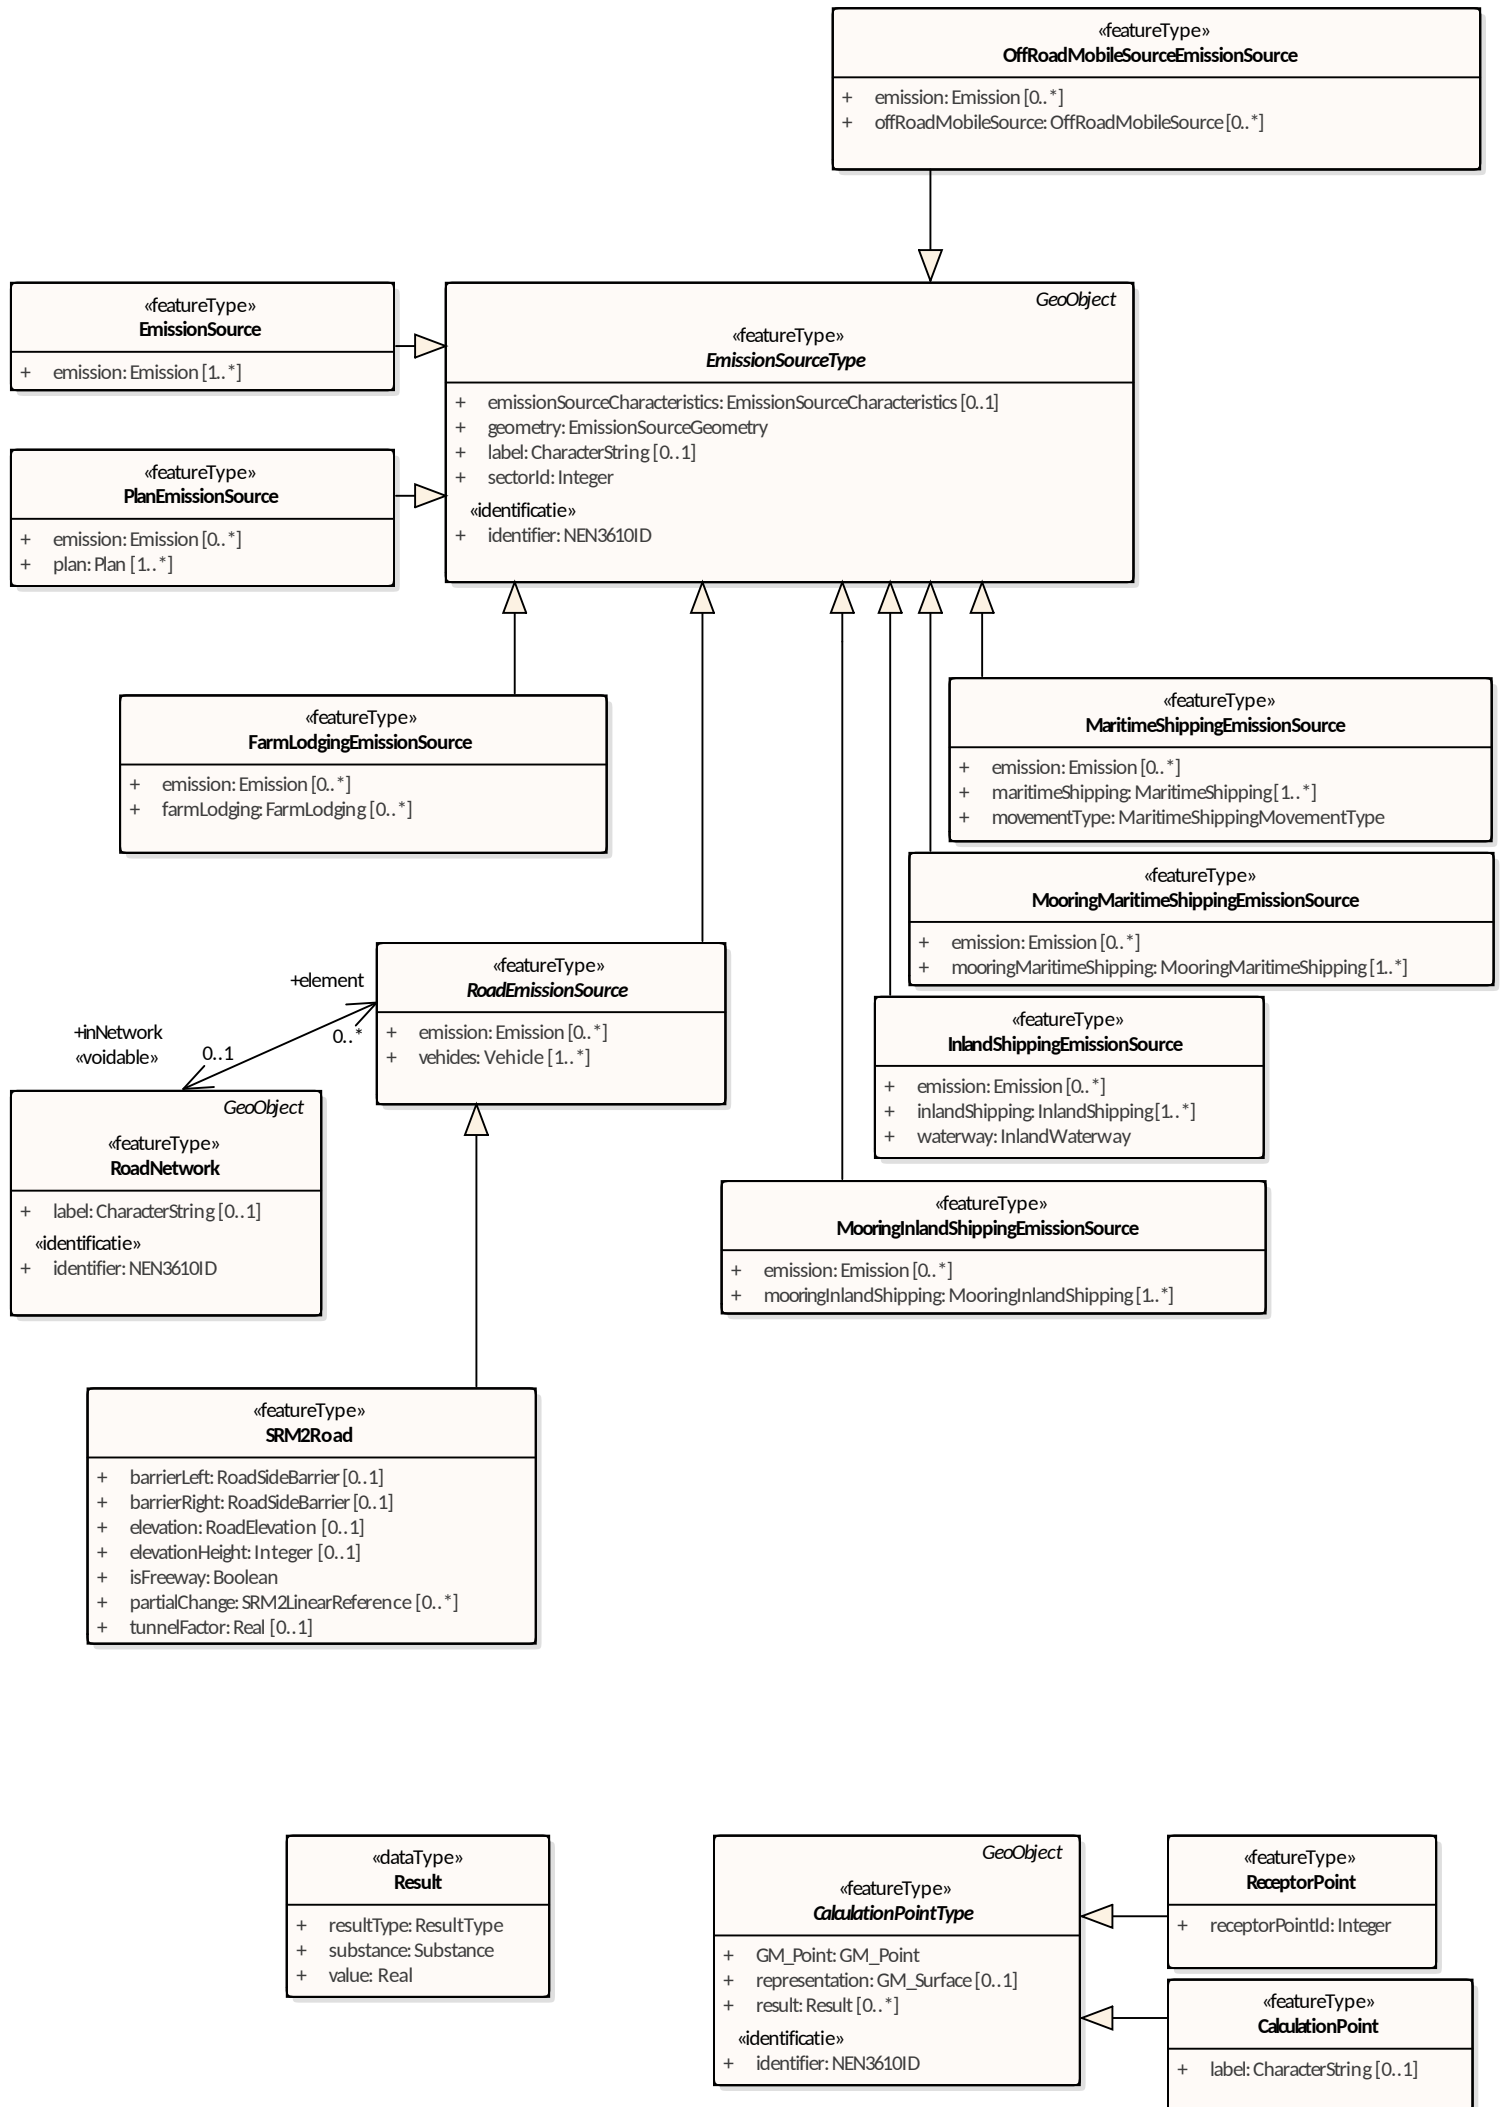 «featureType»
OffRoadMobileSourceEmissionSource
+ emission: Emission [0..*]
+ offRoadMobileSource: OffRoadMobileSource [0..*]
«featureType»
EmissionSource
+ emission: Emission [1..*]
GeoObject
«featureType»
EmissionSourceType
+ emissionSourceCharacteristics: EmissionSourceCharacteristics [0..1]
+ geometry: EmissionSourceGeometry
+ label: CharacterString [0..1]
+ sectorId: Integer
«identificatie»
+ identifier: NEN3610ID
«featureType»
PlanEmissionSource
+ emission: Emission [0..*]
+ plan: Plan [1..*]
«featureType»
FarmLodgingEmissionSource
+ emission: Emission [0..*]
+ farmLodging: FarmLodging [0..*]
«featureType»
MaritimeShippingEmissionSource
+ emission: Emission [0..*]
+ maritimeShipping: MaritimeShipping [1..*]
+ movementType: MaritimeShippingMovementType
«featureType»
MooringMaritimeShippingEmissionSource
+ emission: Emission [0..*]
+ mooringMaritimeShipping: MooringMaritimeShipping [1..*]
«featureType»
RoadEmissionSource
+ emission: Emission [0..*]
+ vehicles: Vehicle [1..*]
+element
0..*
+inNetwork
«voidable»
0..1
«featureType»
InlandShippingEmissionSource
+ emission: Emission [0..*]
+ inlandShipping: InlandShipping [1..*]
+ waterway: InlandWaterway
GeoObject
«featureType»
RoadNetwork
+ label: CharacterString [0..1]
«identificatie»
+ identifier: NEN3610ID
«featureType»
MooringInlandShippingEmissionSource
+ emission: Emission [0..*]
+ mooringInlandShipping: MooringInlandShipping [1..*]
«featureType»
SRM2Road
+ barrierLeft: RoadSideBarrier [0..1]
+ barrierRight: RoadSideBarrier [0..1]
+ elevation: RoadElevation [0..1]
+ elevationHeight: Integer [0..1]
+ isFreeway: Boolean
+ partialChange: SRM2LinearReference [0..*]
+ tunnelFactor: Real [0..1]
«dataType»
Result
+ resultType: ResultType
+ substance: Substance
+ value: Real
GeoObject
«featureType»
CalculationPointType
+ GM_Point: GM_Point
+ representation: GM_Surface [0..1]
+ result: Result [0..*]
«identificatie»
+ identifier: NEN3610ID
«featureType»
ReceptorPoint
+ receptorPointId: Integer
«featureType»
CalculationPoint
+ label: CharacterString [0..1]